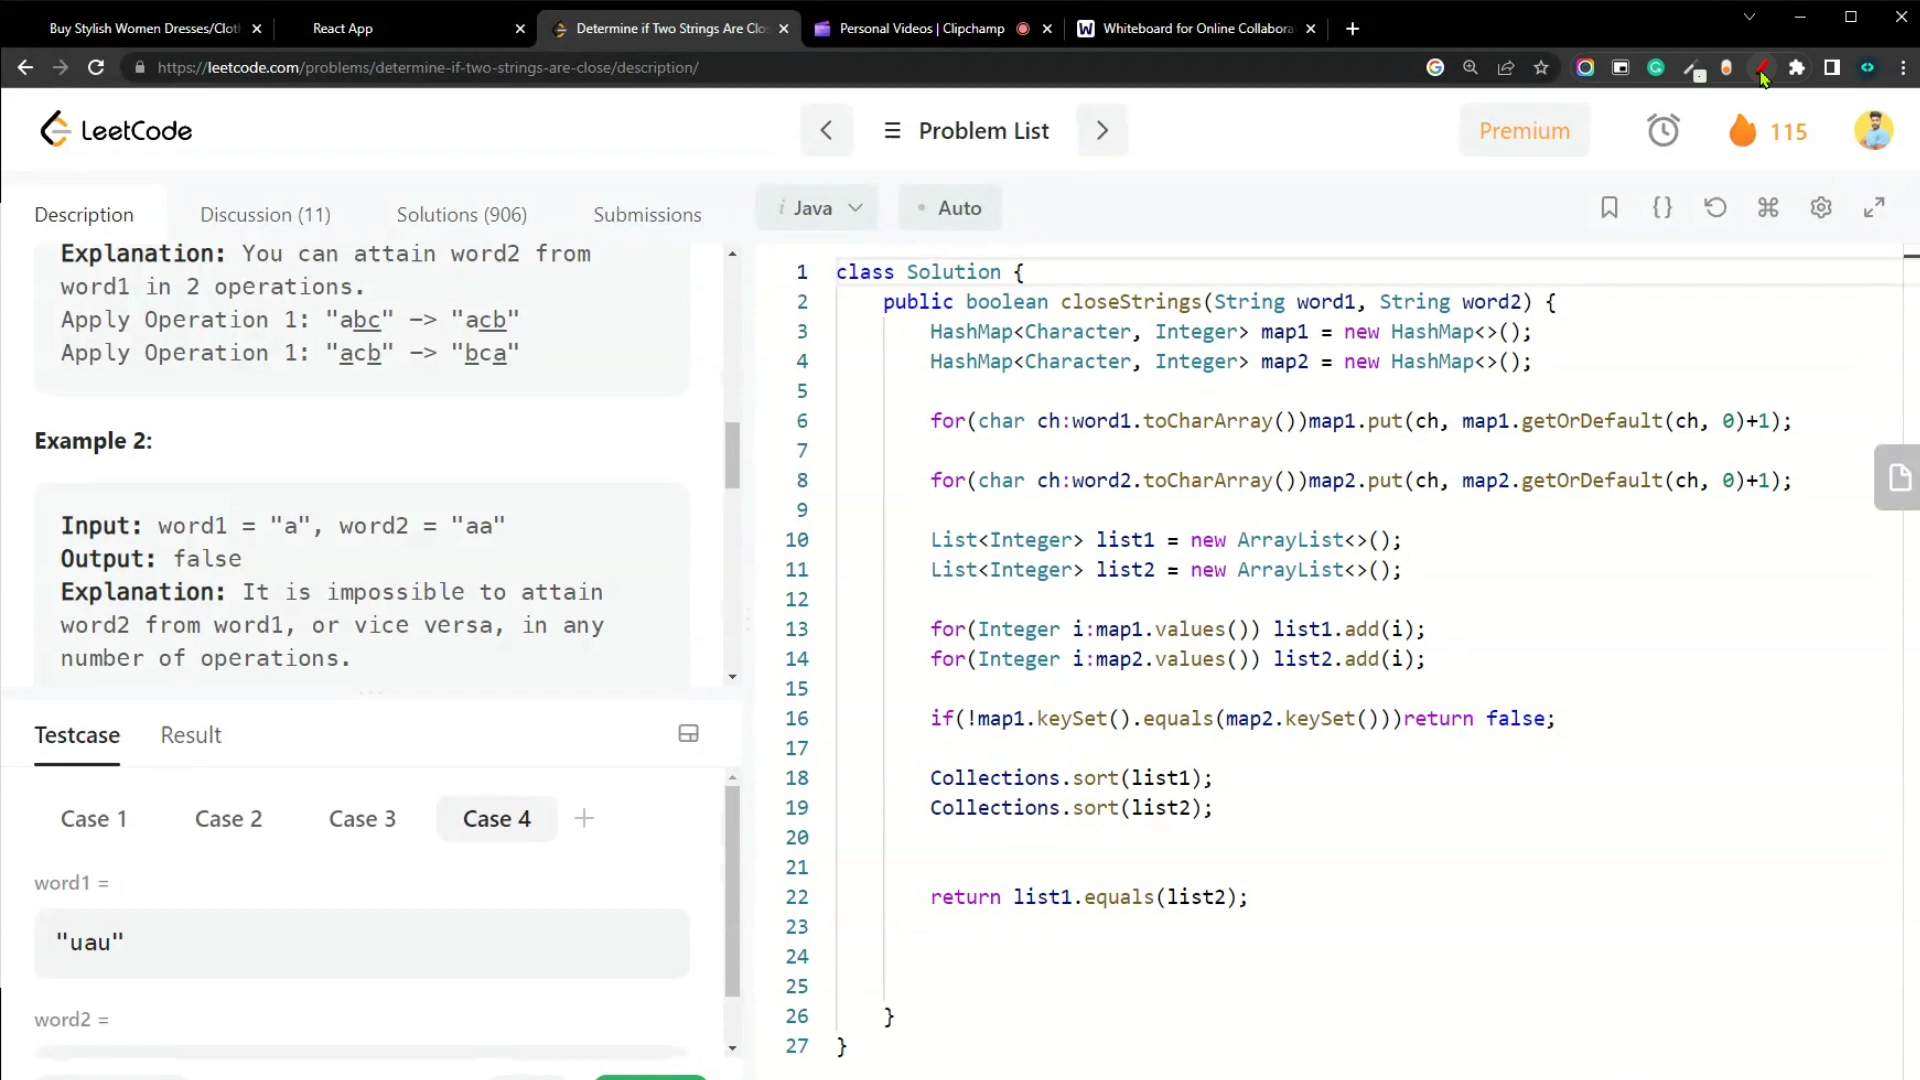 Buy Stylish Women Dresses/Cloth
React App
Determine if Two Strings Are Clos
Personal Videos | Clipchamp
Whiteboard for Online Collabora
https://leetcode.com/problems/determine-if-two-strings-are-close/description/
LeetCode
Problem List
Premium
115
Description
Discussion (11)
Solutions (906)
Submissions
i Java
• Auto
Explanation: You can attain word2 from
word1 in 2 operations.
Apply Operation 1: "abc" -> "acb"
Apply Operation 1: "acb" -> "bca"
Example 2:
Input: word1 = "a", word2 = "aa"
Output: false
Explanation: It is impossible to attain
word2 from word1, or vice versa, in any
number of operations.
Testcase
Result
Case 1
Case 2
Case 3
Case 4
word1 =
"uau"
word2 =
1 class Solution {
2 public boolean closeStrings(String word1, String word2) {
3 HashMap<Character, Integer> map1 = new HashMap<>();
4 HashMap<Character, Integer> map2 = new HashMap<>();
5
6 for(char ch:word1.toCharArray())map1.put(ch, map1.getOrDefault(ch, 0)+1);
7
8 for(char ch:word2.toCharArray())map2.put(ch, map2.getOrDefault(ch, 0)+1);
9
10 List<Integer> list1 = new ArrayList<>();
11 List<Integer> list2 = new ArrayList<>();
12
13 for(Integer i:map1.values()) list1.add(i);
14 for(Integer i:map2.values()) list2.add(i);
15
16 if(!map1.keySet().equals(map2.keySet()))return false;
17
18 Collections.sort(list1);
19 Collections.sort(list2);
20
21
22 return list1.equals(list2);
23
24
25
26 }
27 }